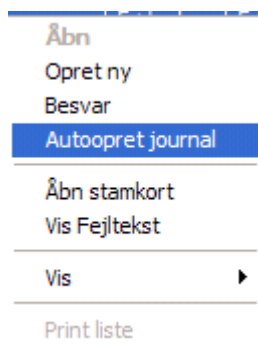 Åbn
Opret ny
Besvar
Autoopret journal
Åbn stamkort
Vis Fejltekst
Vis
Print liste